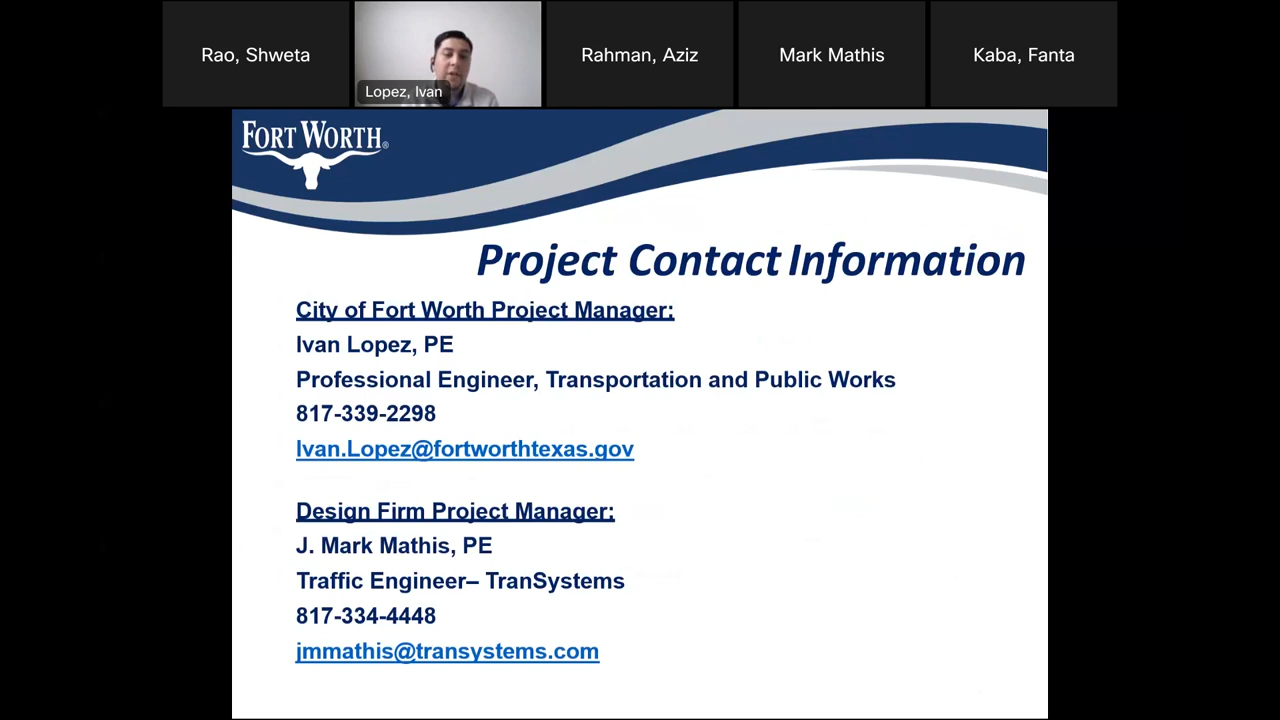 Rao, Shweta
Lopez, Ivan
Rahman, Aziz
Mark Mathis
Kaba, Fanta
FORT WORTH®
Project Contact Information
City of Fort Worth Project Manager:
Ivan Lopez, PE
Professional Engineer, Transportation and Public Works
817-339-2298
Ivan.Lopez@fortworthtexas.gov
Design Firm Project Manager:
J. Mark Mathis, PE
Traffic Engineer– TranSystems
817-334-4448
jmmathis@transystems.com